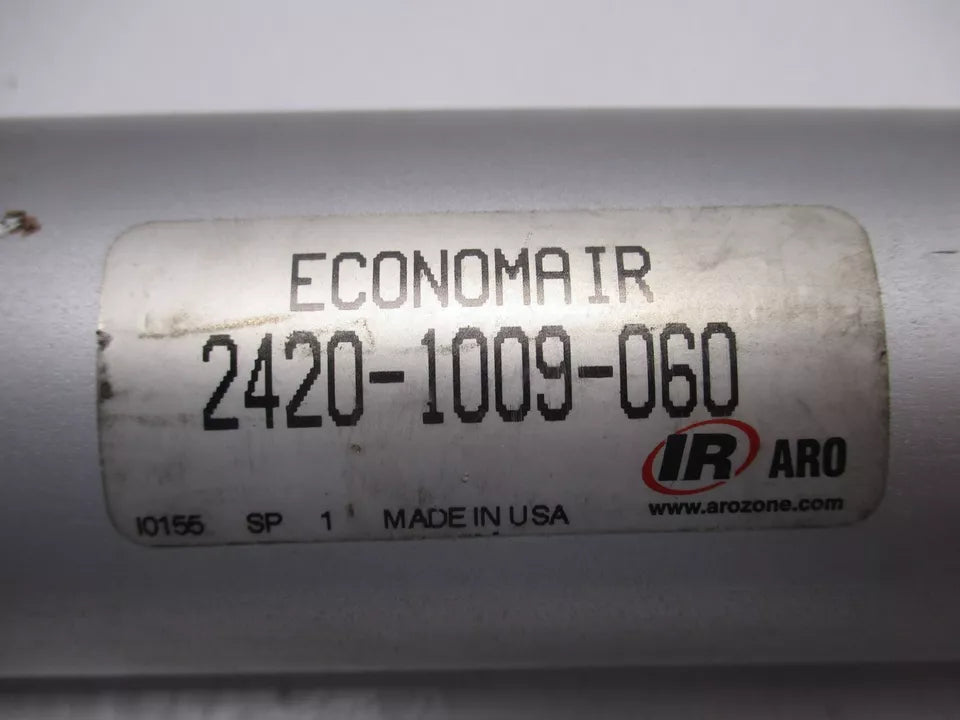 ECONOMAIR
2420-1009-060
IR ARO
www.arozone.com
I0155 SP 1 MADE IN USA